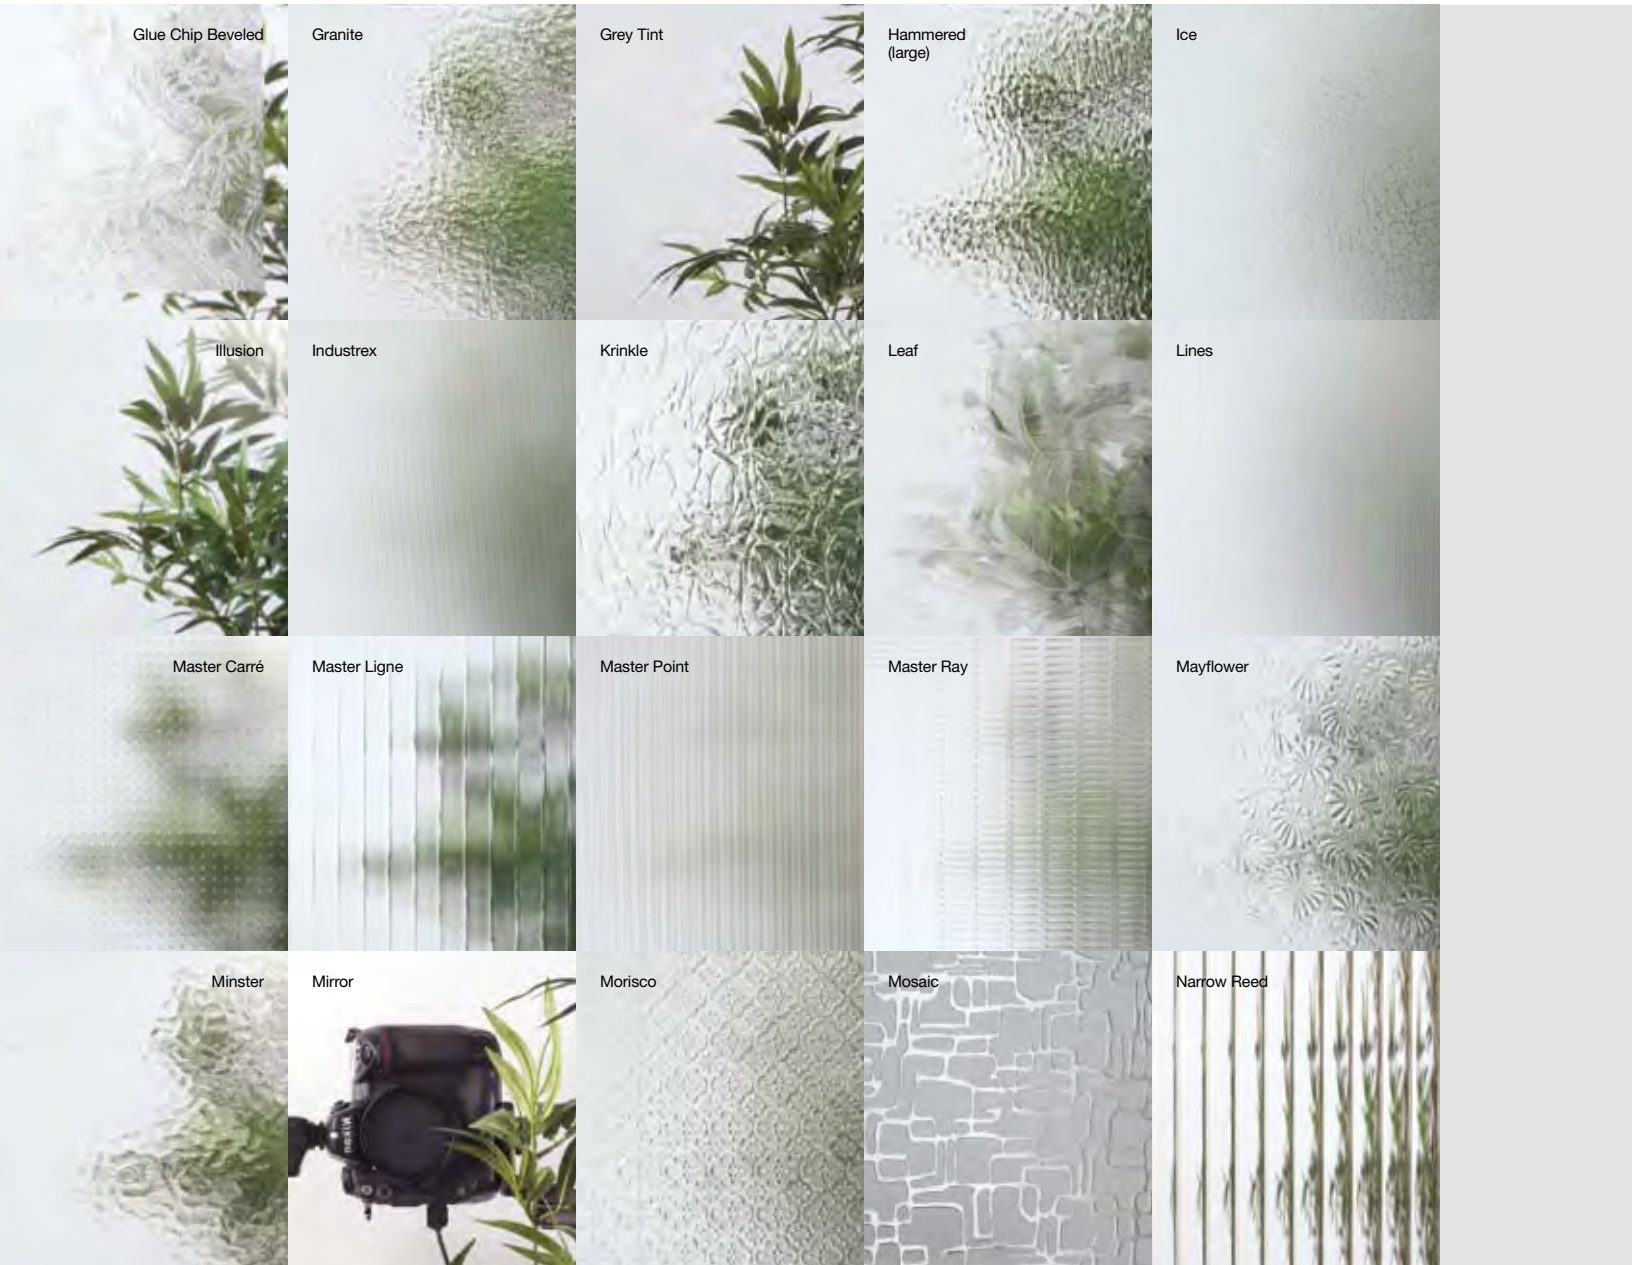 Glue Chip Beveled
Granite
Grey Tint
Hammered
(large)
Ice
Illusion
Industrex
Krinkle
Leaf
Lines
Master Carré
Master Ligne
Master Point
Master Ray
Mayflower
Minster
Mirror
Morisco
Mosaic
Narrow Reed
Nikon